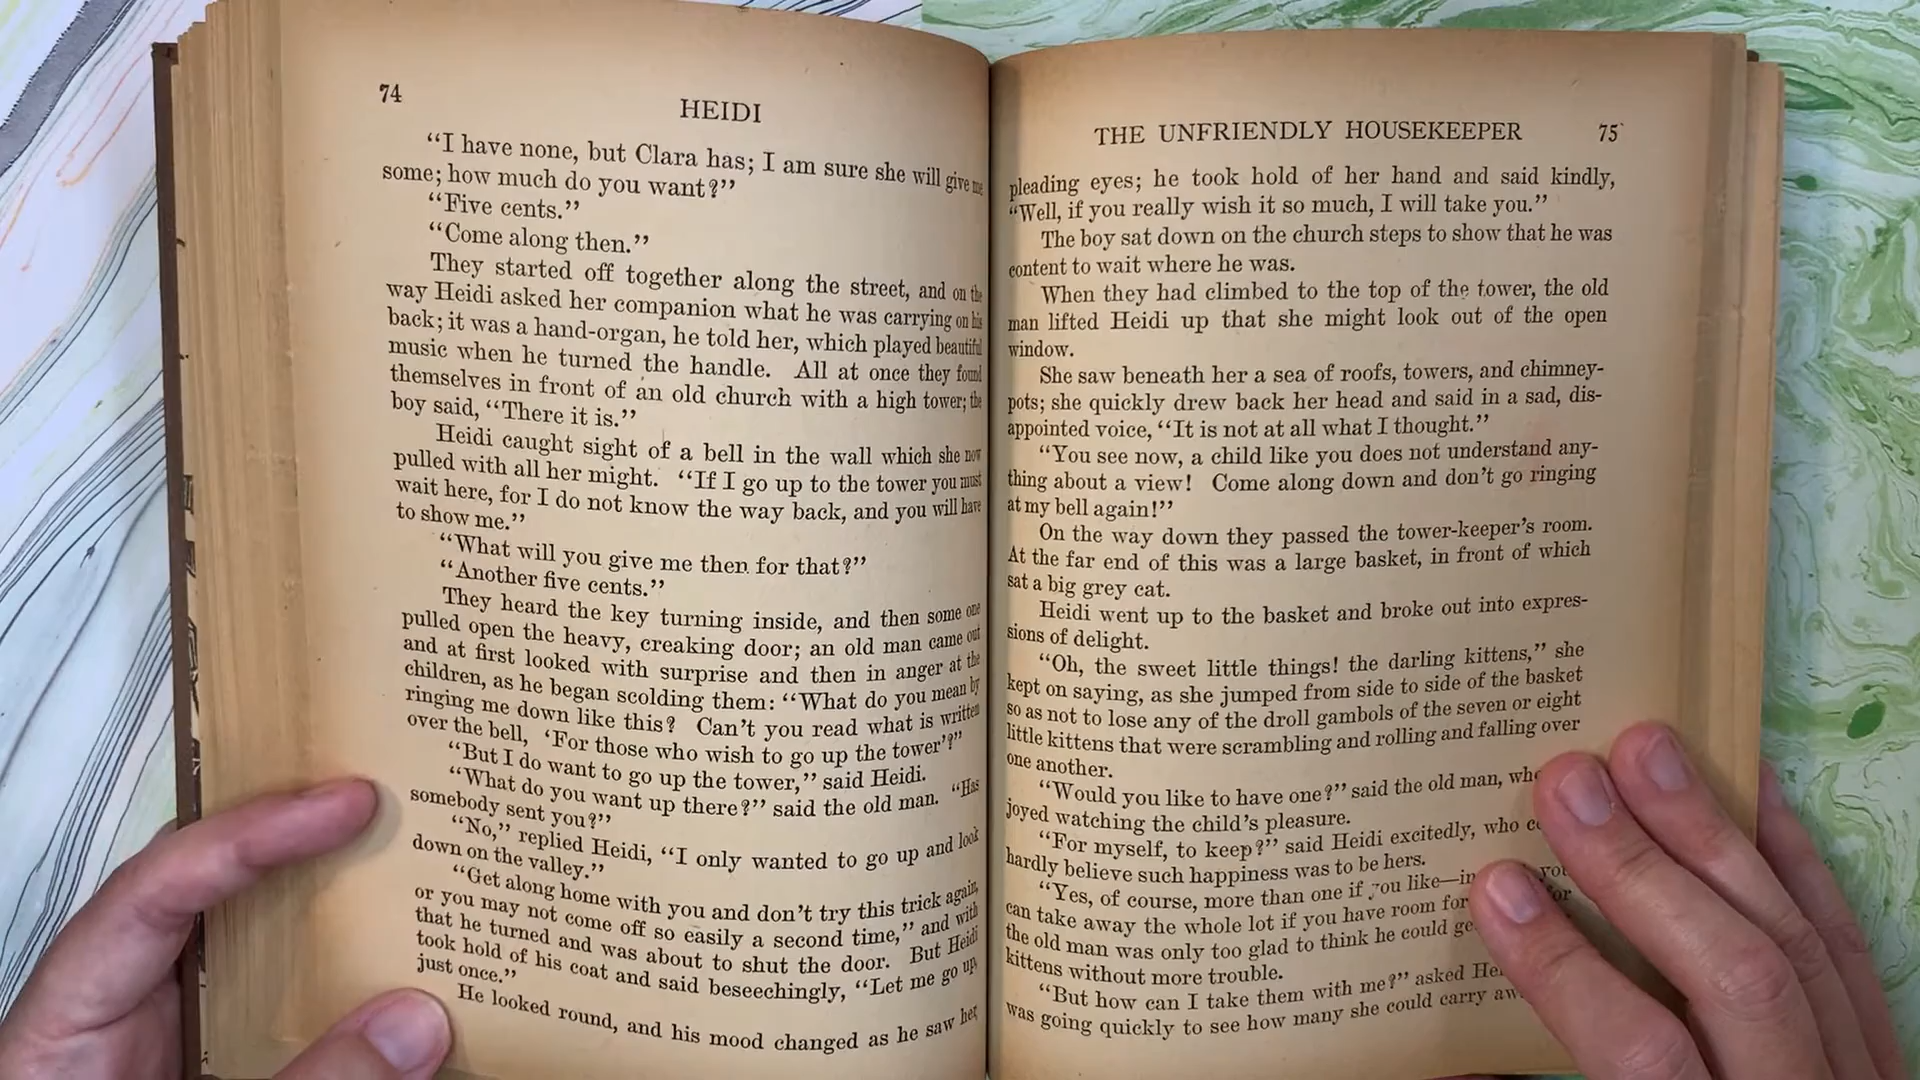 74
HEIDI
“I have none, but Clara has; I am sure she will give me
some; how much do you want?”
“Five cents.”
“Come along then.”
They started off together along the street, and on the
way Heidi asked her companion what he was carrying on his
back; it was a hand-organ, he told her, which played beautiful
music when he turned the handle. All at once they found
themselves in front of an old church with a high tower; the
boy said, “There it is.”
Heidi caught sight of a bell in the wall which she now
pulled with all her might. “If I go up to the tower you must
wait here, for I do not know the way back, and you will have
to show me.”
“What will you give me then for that?”
“Another five cents.”
They heard the key turning inside, and then some one
pulled open the heavy, creaking door; an old man came out
and at first looked with surprise and then in anger at the
children, as he began scolding them: “What do you mean by
ringing me down like this? Can’t you read what is written
over the bell, ‘For those who wish to go up the tower’?”
“But I do want to go up the tower,” said Heidi.
“What do you want up there?” said the old man. “Has
somebody sent you?”
“No,” replied Heidi, “I only wanted to go up and look
down on the valley.”
“Get along home with you and don’t try this trick again,
or you may not come off so easily a second time,” and with
that he turned and was about to shut the door. But Heidi
took hold of his coat and said beseechingly, “Let me go up,
just once.”
He looked round, and his mood changed as he saw her
THE UNFRIENDLY HOUSEKEEPER 75
pleading eyes; he took hold of her hand and said kindly,
“Well, if you really wish it so much, I will take you.”
The boy sat down on the church steps to show that he was
content to wait where he was.
When they had climbed to the top of the tower, the old
man lifted Heidi up that she might look out of the open
window.
She saw beneath her a sea of roofs, towers, and chimney-
pots; she quickly drew back her head and said in a sad, dis-
appointed voice, “It is not at all what I thought.”
“You see now, a child like you does not understand any-
thing about a view! Come along down and don’t go ringing
at my bell again!”
On the way down they passed the tower-keeper’s room.
At the far end of this was a large basket, in front of which
sat a big grey cat.
Heidi went up to the basket and broke out into expres-
sions of delight.
“Oh, the sweet little things! the darling kittens,” she
kept on saying, as she jumped from side to side of the basket
so as not to lose any of the droll gambols of the seven or eight
little kittens that were scrambling and rolling and falling over
one another.
“Would you like to have one?” said the old man,
joyed watching the child’s pleasure.
“For myself, to keep?” said Heidi excitedly, who
hardly believe such happiness was to be hers.
“Yes, of course, more than one if you like—in you
can take away the whole lot if you have room for for
the old man was only too glad to think he could
kittens without more trouble.
“But how can I take them with me?” asked
was going quickly to see how many she could carry